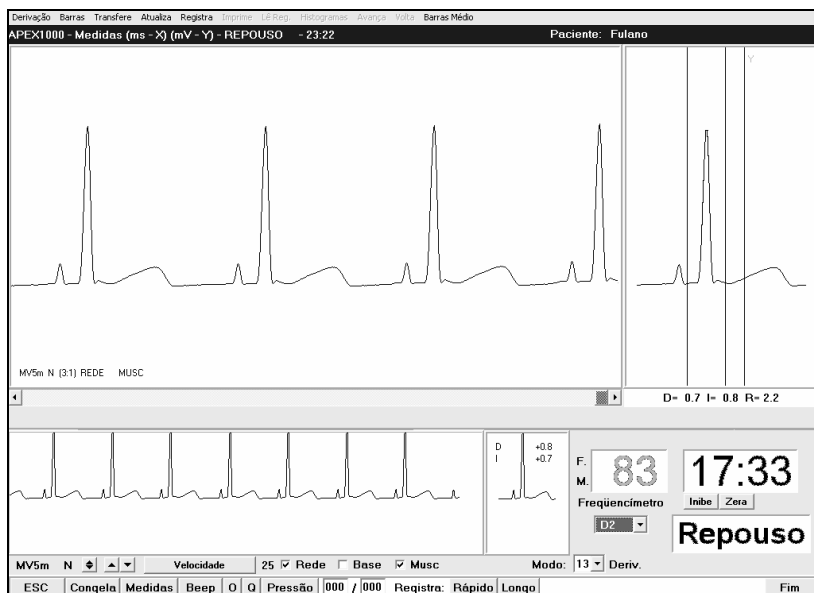 Derivação Barras Transfere Atualiza Registra Imprime Lê Reg. Histogramas Avança Volta Barras Médio
APEX1000 - Medidas (ms - X) (mV - Y) - REPOUSO - 23:22 Paciente: Fulano
Y
MV5m N (3:1) REDE MUSC
D= 0.7 I= 0.8 R= 2.2
D +0.8
I +0.7
F.
M.
83
17:33
Freqüencímetro
Inibe Zera
D2
Repouso
MV5m N Velocidade 25 Rede Base Musc Modo: 13 Deriv.
ESC Congela Medidas Beep O Q Pressão 000 / 000 Registra: Rápido Longo Fim